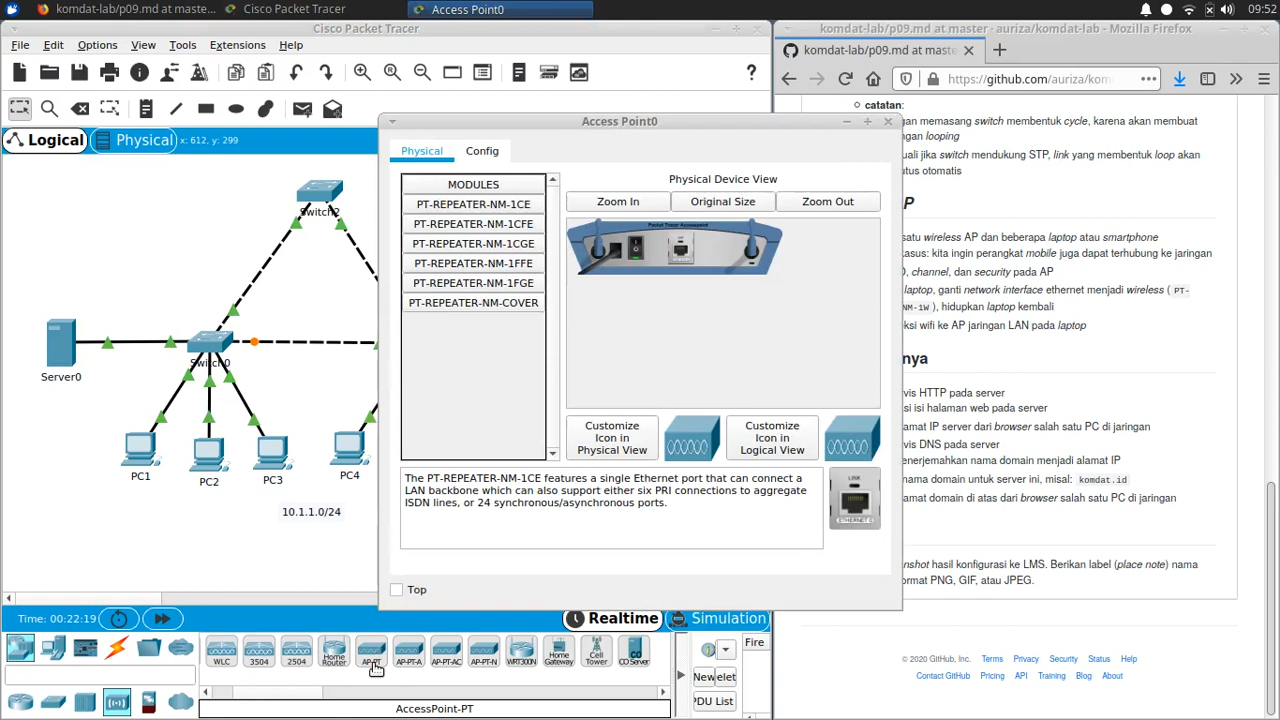 komdat-lab/p09.md at maste...
Cisco Packet Tracer
Access Point0
09:52
Cisco Packet Tracer
File Edit Options View Tools Extensions Help
Logical
Physical
x: 612, y: 299
Switch2
Server0
Switch0
PC1
PC2
PC3
PC4
10.1.1.0/24
Time: 00:22:19
Realtime
Simulation
WLC
3504
2504
Home Router
AP-PT
AP-PT-A
AP-PT-AC
AP-PT-N
WRT300N
Home Gateway
Cell Tower
CO Server
AccessPoint-PT
Fire
New
elet
PDU List
Access Point0
Physical
Config
MODULES
PT-REPEATER-NM-1CE
PT-REPEATER-NM-1CFE
PT-REPEATER-NM-1CGE
PT-REPEATER-NM-1FFE
PT-REPEATER-NM-1FGE
PT-REPEATER-NM-COVER
Physical Device View
Zoom In
Original Size
Zoom Out
Packet Tracer Accesspoint
Customize
Icon in
Physical View
Customize
Icon in
Logical View
The PT-REPEATER-NM-1CE features a single Ethernet port that can connect a
LAN backbone which can also support either six PRI connections to aggregate
ISDN lines, or 24 synchronous/asynchronous ports.
LINK
Top
komdat-lab/p09.md at master · auriza/komdat-lab - Mozilla Firefox
komdat-lab/p09.md at maste
https://github.com/auriza/kom
catatan:
gan memasang switch membentuk cycle, karena akan membuat
ngan looping
uali jika switch mendukung STP, link yang membentuk loop akan
utus otomatis
P
satu wireless AP dan beberapa laptop atau smartphone
kasus: kita ingin perangkat mobile juga dapat terhubung ke jaringan
D, channel, dan security pada AP
laptop, ganti network interface ethernet menjadi wireless ( PT-
NM-1W ), hidupkan laptop kembali
eksi wifi ke AP jaringan LAN pada laptop
nya
vis HTTP pada server
asi isi halaman web pada server
amat IP server dari browser salah satu PC di jaringan
vis DNS pada server
enerjemahkan nama domain menjadi alamat IP
nama domain untuk server ini, misal: komdat.id
amat domain di atas dari browser salah satu PC di jaringan
nshot hasil konfigurasi ke LMS. Berikan label (place note) nama
ormat PNG, GIF, atau JPEG.
© 2020 GitHub, Inc. Terms Privacy Security Status Help
Contact GitHub Pricing API Training Blog About